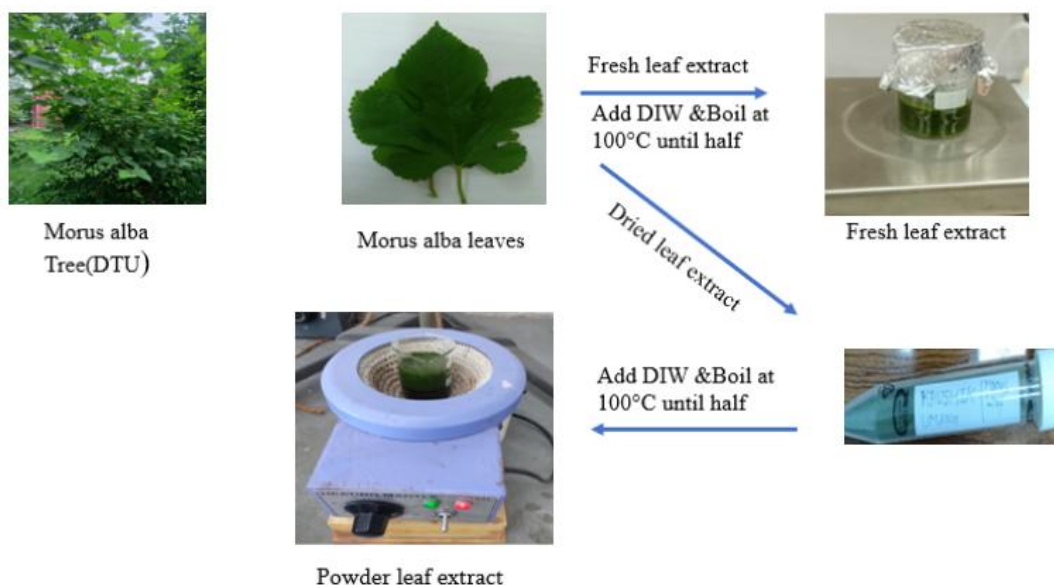 Fresh leaf extract
Add DIW &Boil at
100°C until half
Morus alba
Tree(DTU)
Morus alba leaves
Fresh leaf extract
Dried leaf extract
Add DIW &Boil at
100°C until half
Powder leaf extract